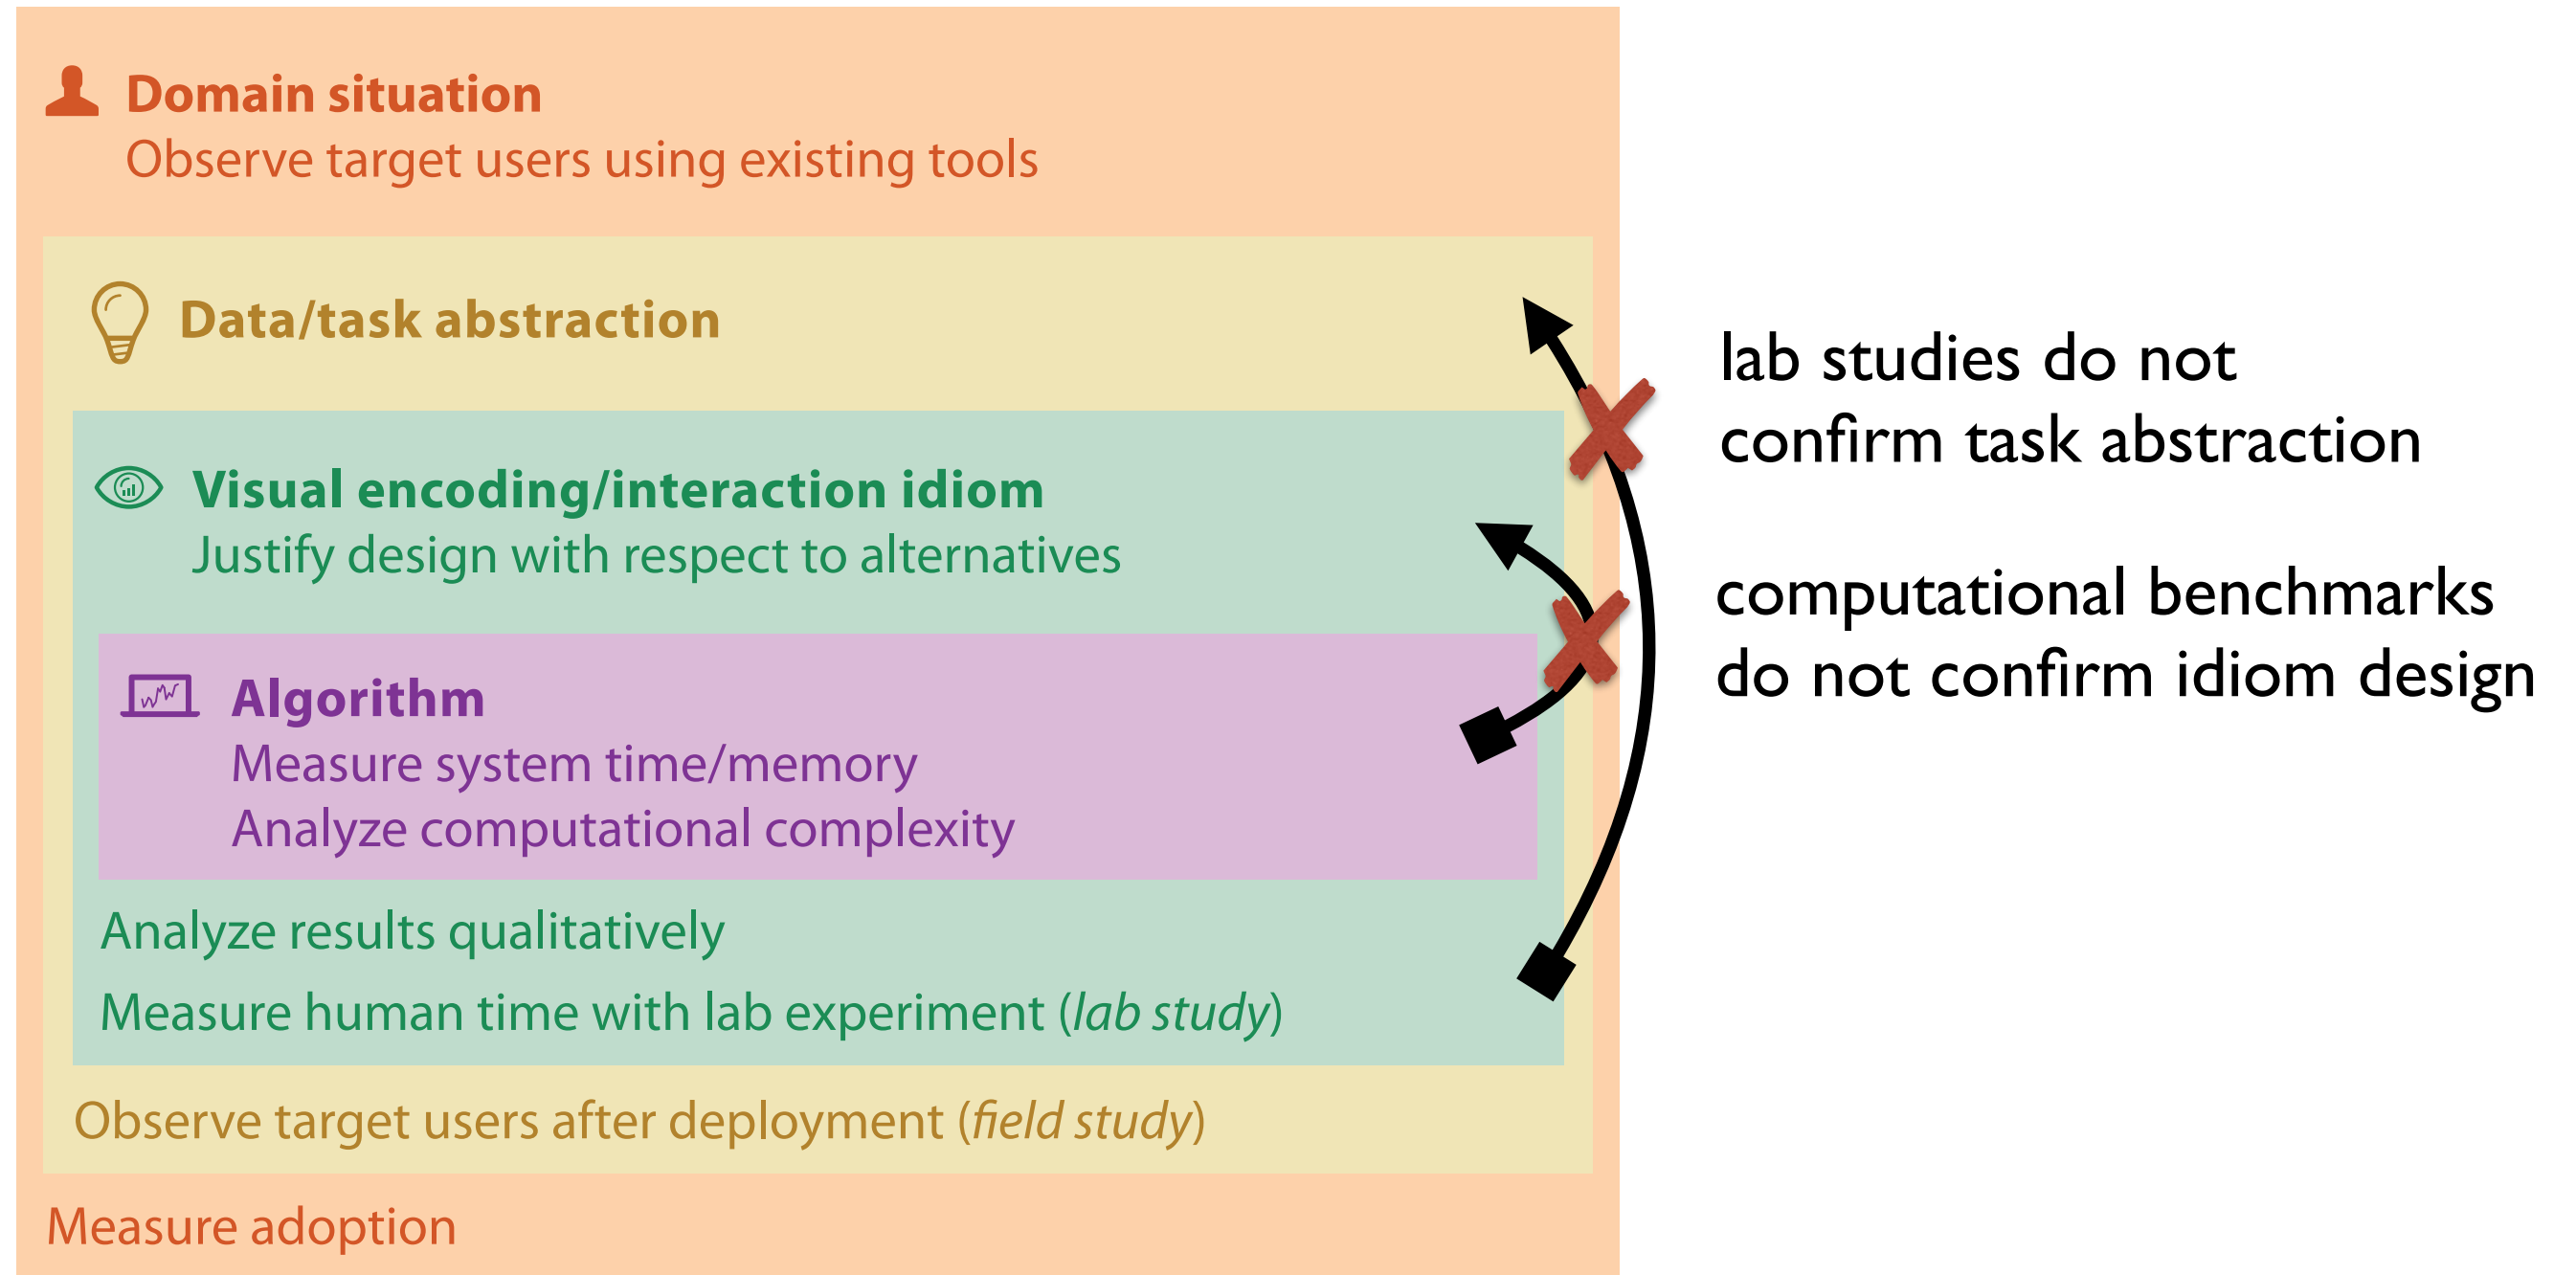 Domain situation
Observe target users using existing tools
Data/task abstraction
Visual encoding/interaction idiom
Justify design with respect to alternatives
Algorithm
Measure system time/memory
Analyze computational complexity
Analyze results qualitatively
Measure human time with lab experiment (lab study)
Observe target users after deployment (field study)
Measure adoption
lab studies do not
confirm task abstraction
computational benchmarks
do not confirm idiom design